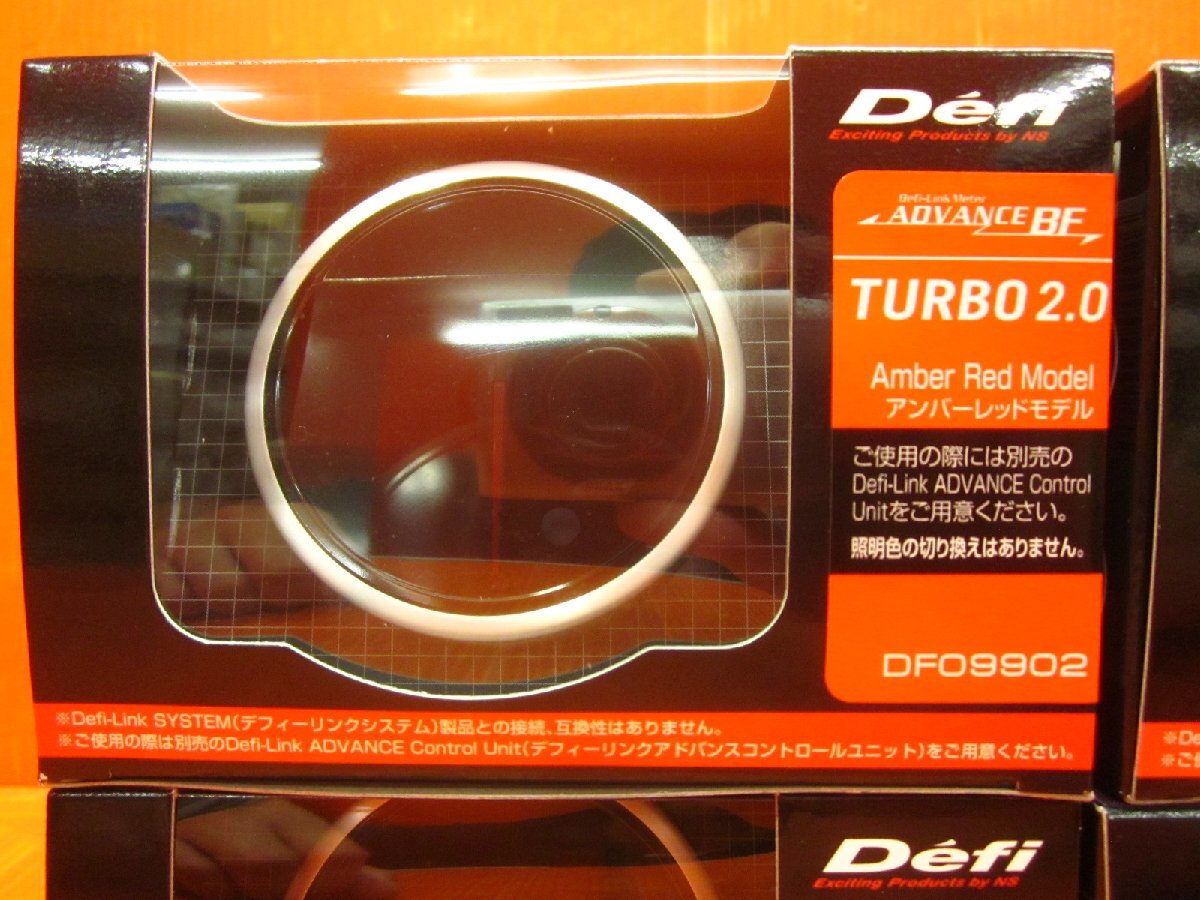 Défi
Exciting Products by NS
Defi-Link Meter
ADVANCE BF
TURBO 2.0
Amber Red Model
アンバーレッドモデル
ご使用の際には別売の
Defi-Link ADVANCE Control
Unitをご用意ください。
照明色の切り換えはありません。
DF09902
※Defi-Link SYSTEM(デフィーリンクシステム)製品との接続、互換性はありません。
※ご使用の際は別売のDefi-Link ADVANCE Control Unit(デフィーリンクアドバンスコントロールユニット)をご用意ください。
※De
※ご使
Défi
Exciting Products by NS